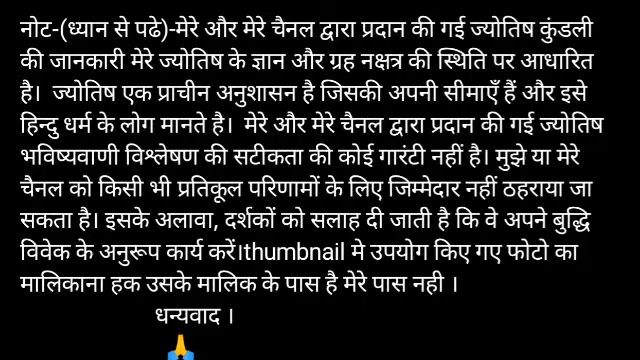 नोट-(ध्यान से पढे)-मेरे और मेरे चैनल द्वारा प्रदान की गई ज्योतिष कुंडली
की जानकारी मेरे ज्योतिष के ज्ञान और ग्रह नक्षत्र की स्थिति पर आधारित
है। ज्योतिष एक प्राचीन अनुशासन है जिसकी अपनी सीमाएँ हैं और इसे
हिन्दु धर्म के लोग मानते है। मेरे और मेरे चैनल द्वारा प्रदान की गई ज्योतिष
भविष्यवाणी विश्लेषण की सटीकता की कोई गारंटी नहीं है। मुझे या मेरे
चैनल को किसी भी प्रतिकूल परिणामों के लिए जिम्मेदार नहीं ठहराया जा
सकता है। इसके अलावा, दर्शकों को सलाह दी जाती है कि वे अपने बुद्धि
विवेक के अनुरूप कार्य करें।thumbnail मे उपयोग किए गए फोटो का
मालिकाना हक उसके मालिक के पास है मेरे पास नही ।
धन्यवाद ।
🙏